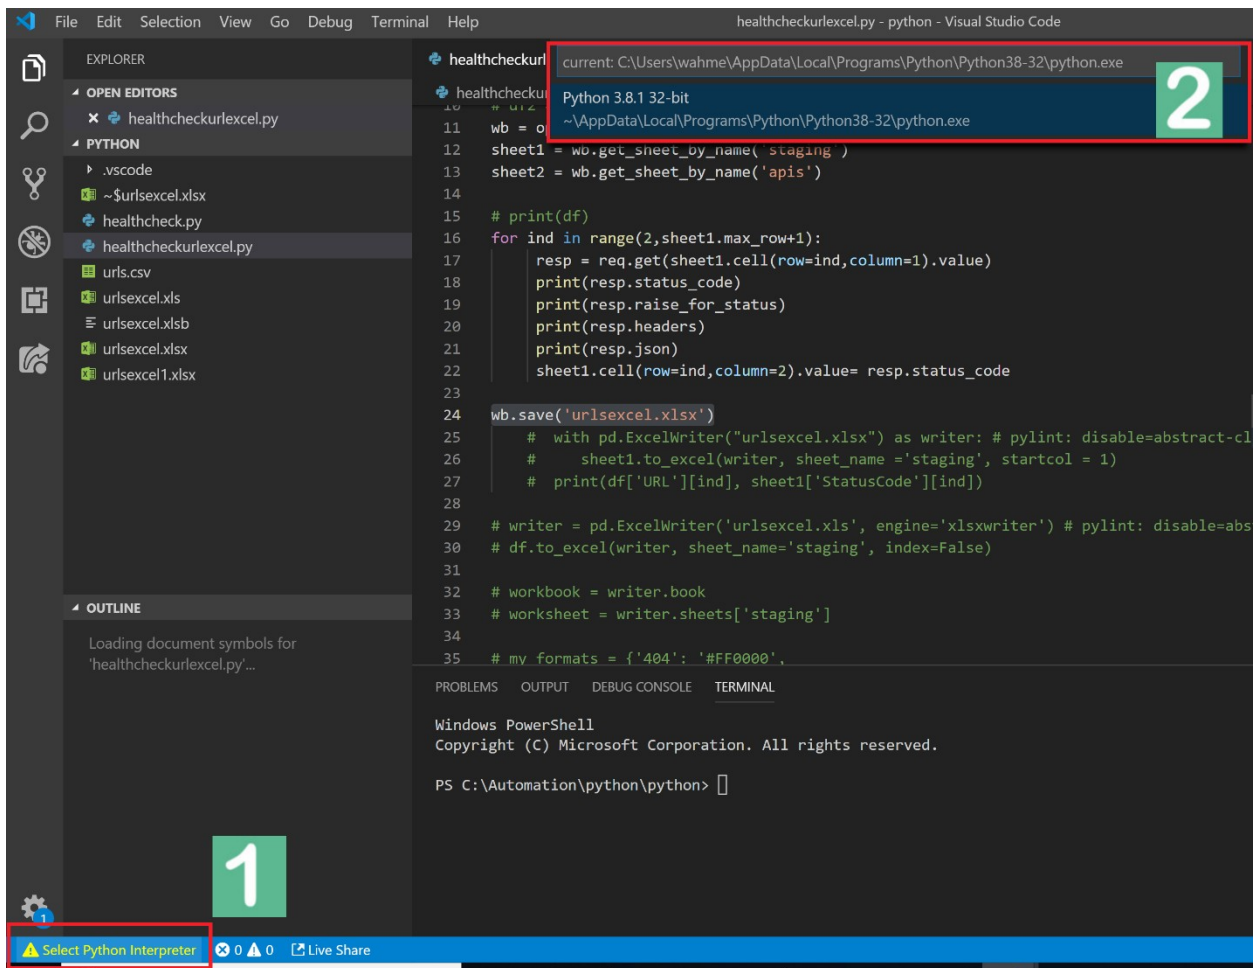 File Edit Selection View Go Debug Terminal Help healthcheckurlexcel.py - python - Visual Studio Code
EXPLORER
OPEN EDITORS
healthcheckurlexcel.py
PYTHON
.vscode
~$urlsexcel.xlsx
healthcheck.py
healthcheckurlexcel.py
urls.csv
urlsexcel.xls
urlsexcel.xlsb
urlsexcel.xlsx
urlsexcel1.xlsx
OUTLINE
Loading document symbols for
'healthcheckurlexcel.py'...
healthcheckurl
current: C:\Users\wahme\AppData\Local\Programs\Python\Python38-32\python.exe
Python 3.8.1 32-bit
~\AppData\Local\Programs\Python\Python38-32\python.exe
2
healthchecku
11 wb = o
12 sheet1 = wb.get_sheet_by_name('staging')
13 sheet2 = wb.get_sheet_by_name('apis')
14
15 # print(df)
16 for ind in range(2,sheet1.max_row+1):
17 resp = req.get(sheet1.cell(row=ind,column=1).value)
18 print(resp.status_code)
19 print(resp.raise_for_status)
20 print(resp.headers)
21 print(resp.json)
22 sheet1.cell(row=ind,column=2).value= resp.status_code
23
24 wb.save('urlsexcel.xlsx')
25 # with pd.ExcelWriter("urlsexcel.xlsx") as writer: # pylint: disable=abstract-cl
26 # sheet1.to_excel(writer, sheet_name ='staging', startcol = 1)
27 # print(df['URL'][ind], sheet1['StatusCode'][ind])
28
29 # writer = pd.ExcelWriter('urlsexcel.xls', engine='xlsxwriter') # pylint: disable=abs
30 # df.to_excel(writer, sheet_name='staging', index=False)
31
32 # workbook = writer.book
33 # worksheet = writer.sheets['staging']
34
35 # my formats = {'404': '#FF0000',
PROBLEMS OUTPUT DEBUG CONSOLE TERMINAL
Windows PowerShell
Copyright (C) Microsoft Corporation. All rights reserved.
PS C:\Automation\python\python>
1
1
Select Python Interpreter 0 0 Live Share